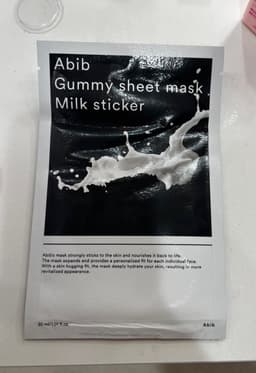 Abib
Gummy sheet mask
Milk sticker
Abib's mask strongly sticks to the skin and nourishes it back to life.
The mask expands and provides a personalized fit for each individual face.
With a skin hugging fit, the mask deeply hydrate your skin, resulting in more
revitalized appearance.
Abib